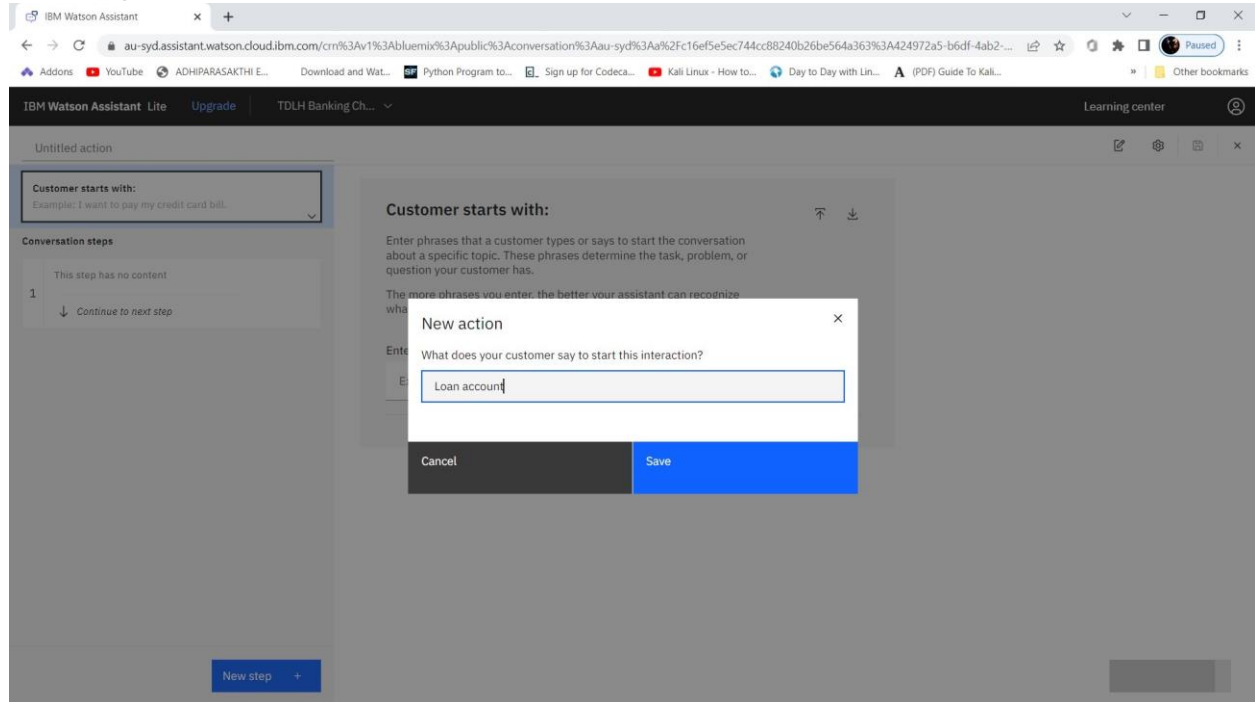 IBM Watson Assistant
au-syd.assistant.watson.cloud.ibm.com/crn%3Av1%3Abluemix%3Apublic%3Aconversation%3Aau-syd%3Aa%2Fc16ef5e5ec744cc88240b26be564a363%3A424972a5-b6df-4ab2-...
Paused
Addons YouTube ADHIPARASAKTHI E... Download and Wat... SF Python Program to... Sign up for Codeca... Kali Linux - How to... Day to Day with Lin... A (PDF) Guide To Kali... » Other bookmarks
IBM Watson Assistant Lite Upgrade TDLH Banking Ch... Learning center
Untitled action
Customer starts with:
Example: I want to pay my credit card bill.
Conversation steps
This step has no content
1
Continue to next step
New step +
Customer starts with:
Enter phrases that a customer types or says to start the conversation
about a specific topic. These phrases determine the task, problem, or
question your customer has.
The more phrases you enter, the better your assistant can recognize
wha
Ente
E
New action
What does your customer say to start this interaction?
Loan account
Cancel Save